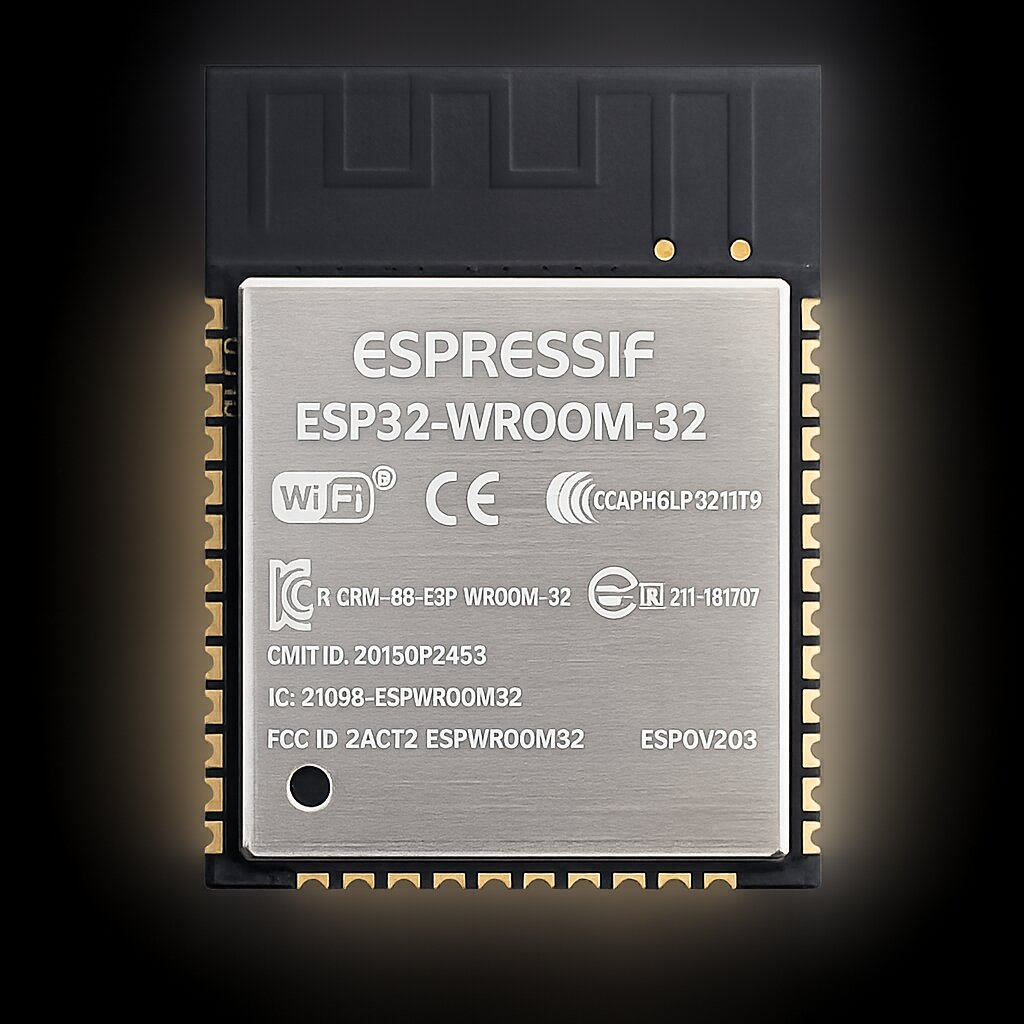 ESPRESSIF
ESP32-WROOM-32
WiFi ® CE CCAPH6LP3211T9
KC R CRM-88-E3P WROOM-32 R 211-181707
CMIT ID. 20150P2453
IC: 21098-ESPWROOM32
FCC ID 2ACT2 ESPWROOM32 ESPOV203